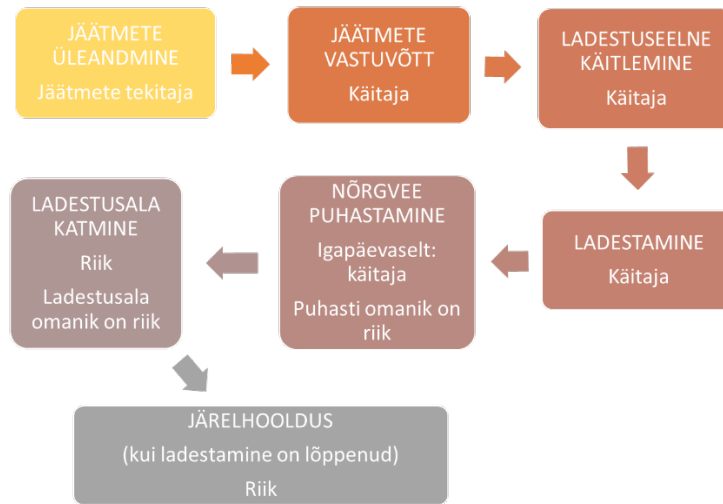 JÄÄTMETE
ÜLEANDMINE
Jäätmete tekitaja
JÄÄTMETE
VASTUVÕTT
Käitaja
LADESTUSEELNE
KÄITLEMINE
Käitaja
LADESTAMINE
Käitaja
NÕRGVEE
PUHASTAMINE
Igapäevaselt:
käitaja
Puhasti omanik on
riik
LADESTUSALA
KATMINE
Riik
Ladestusala
omanik on riik
JÄRELHOOLDUS
(kui ladestamine on lõppenud)
Riik